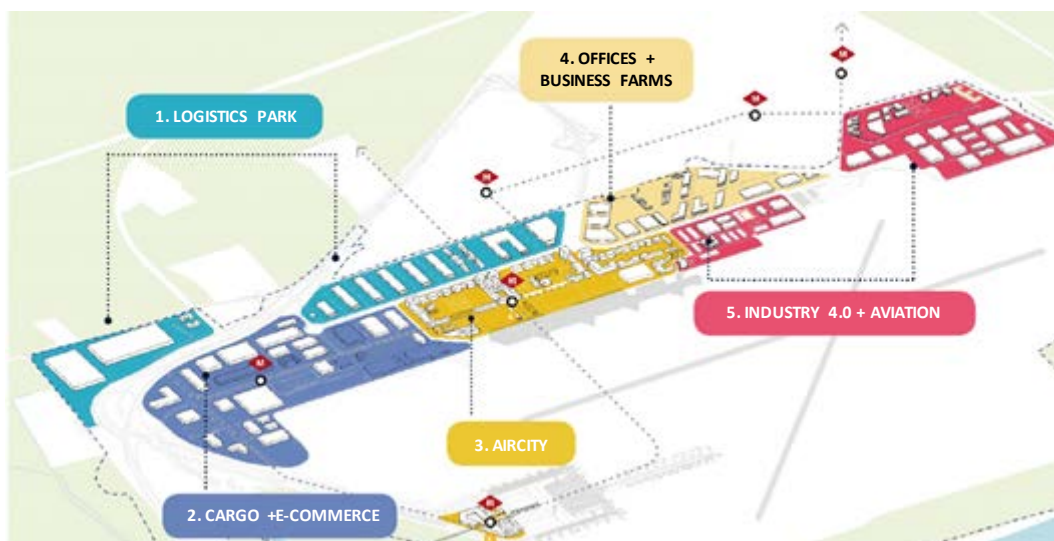 4. OFFICES +
BUSINESS FARMS
1. LOGISTICS PARK
5. INDUSTRY 4.0 + AVIATION
3. AIRCITY
2. CARGO +E-COMMERCE